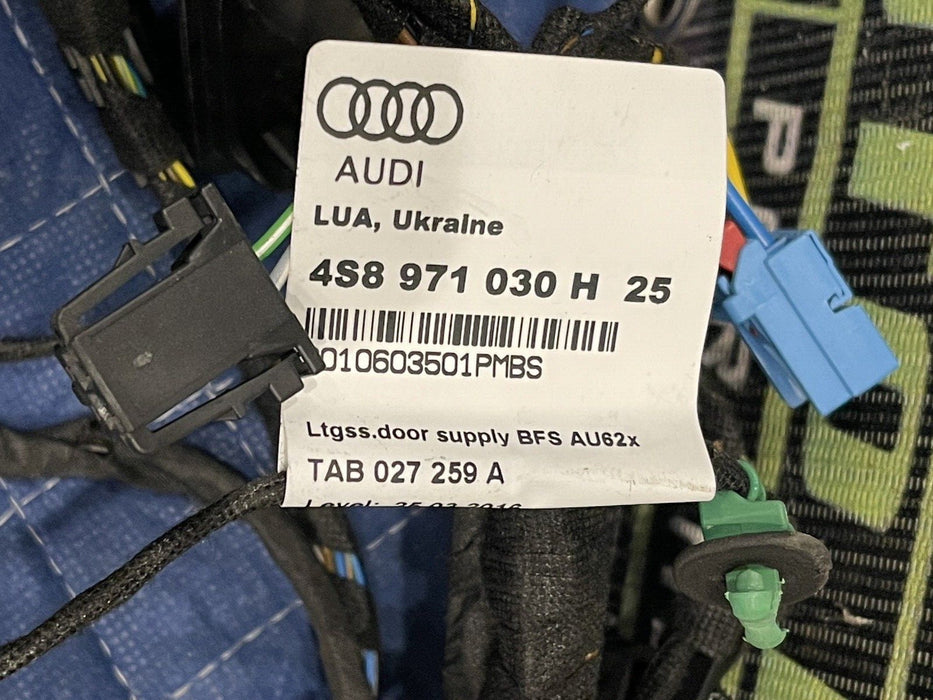 AUDI
LUA, Ukraine
4S8 971 030 H 25
010603501PMBS
Ltgss.door supply BFS AU62x
TAB 027 259 A